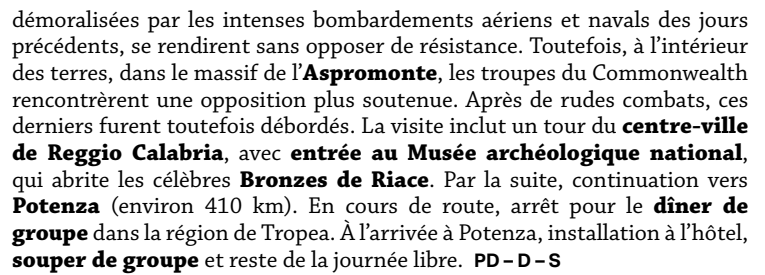 démoralisées par les intenses bombardements aériens et navals des jours
précédents, se rendirent sans opposer de résistance. Toutefois, à l’intérieur
des terres, dans le massif de l’Aspromonte, les troupes du Commonwealth
rencontrèrent une opposition plus soutenue. Après de rudes combats, ces
derniers furent toutefois débordés. La visite inclut un tour du centre-ville
de Reggio Calabria, avec entrée au Musée archéologique national,
qui abrite les célèbres Bronzes de Riace. Par la suite, continuation vers
Potenza (environ 410 km). En cours de route, arrêt pour le dîner de
groupe dans la région de Tropea. À l’arrivée à Potenza, installation à l’hôtel,
souper de groupe et reste de la journée libre. PD – D – S